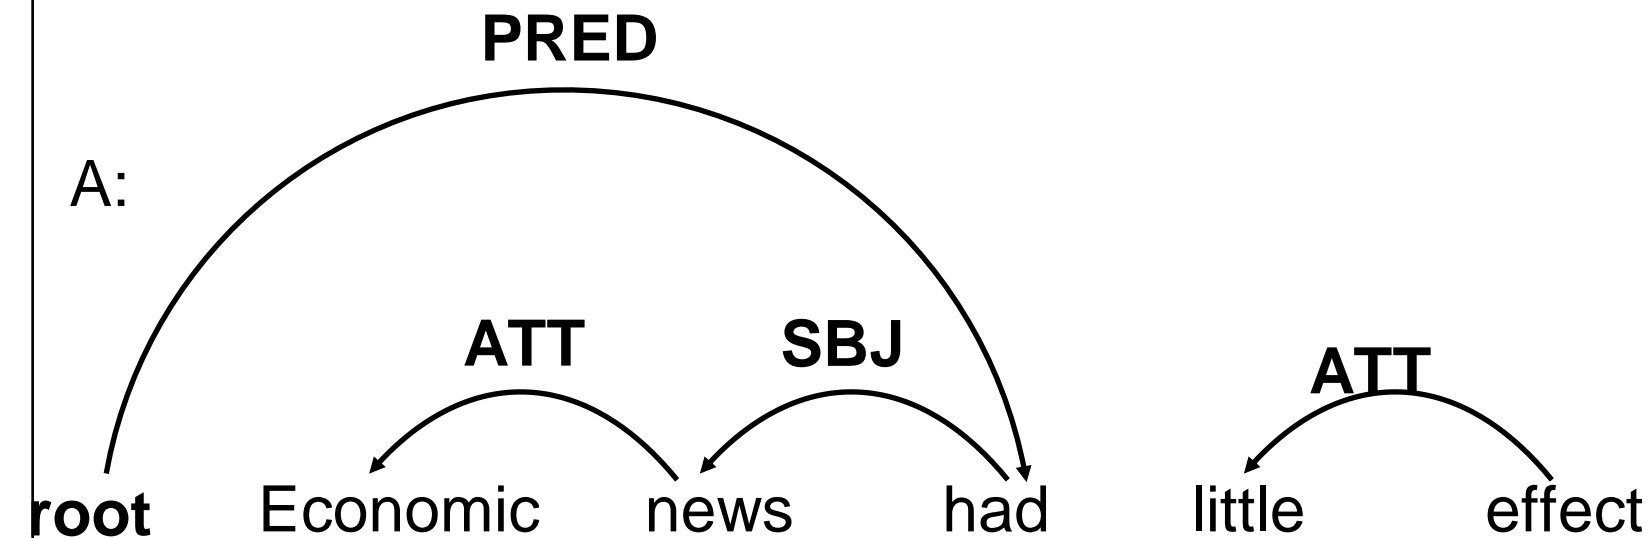 PRED
A:
ATT SBJ ATT
root Economic news had little effect